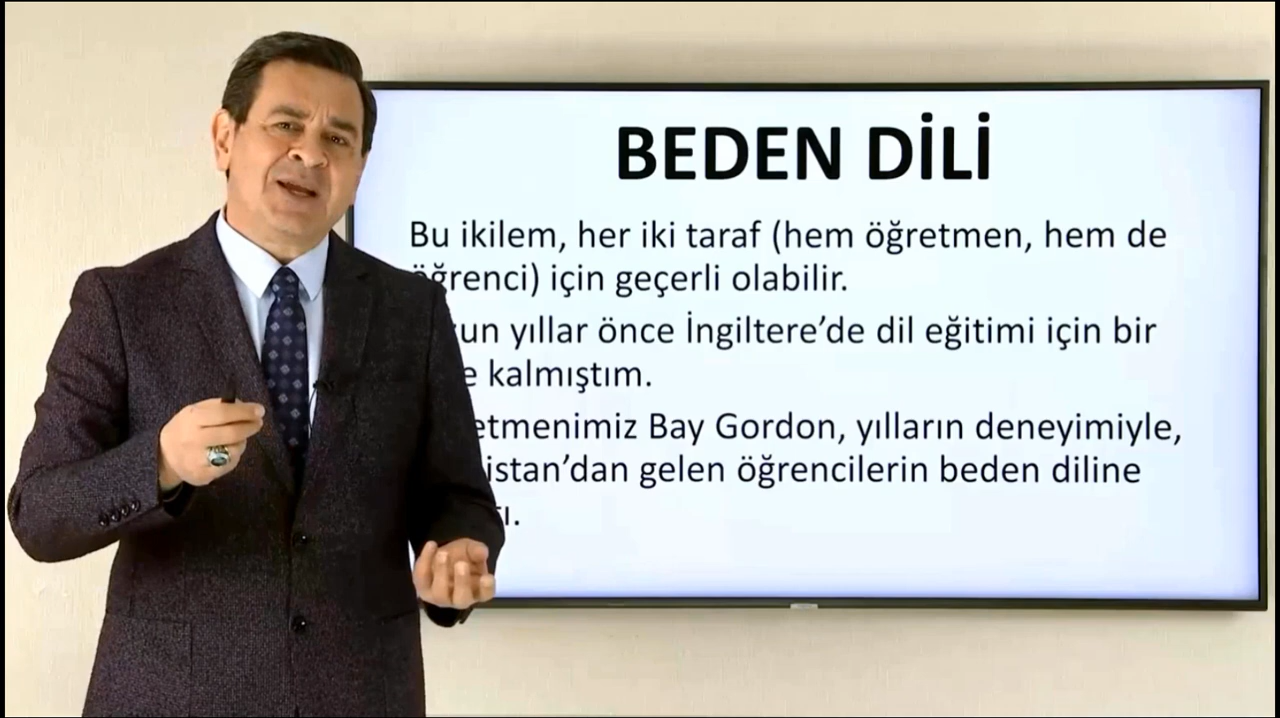 BEDEN DİLİ
Bu ikilem, her iki taraf (hem öğretmen, hem de
öğrenci) için geçerli olabilir.
yıllar önce İngiltere’de dil eğitimi için bir
kalmıştım.
Bay Gordon, yılların deneyimiyle,
gelen öğrencilerin beden diline